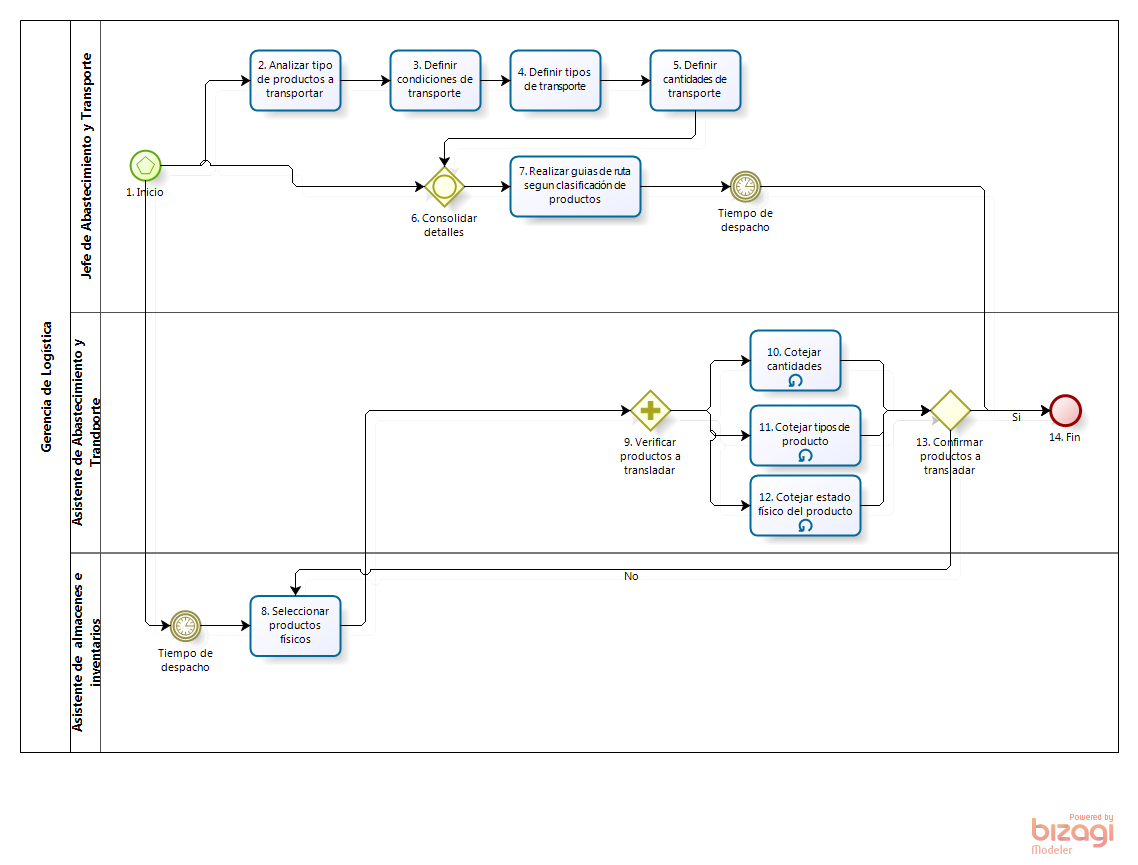 Gerencia de Logística
Jefe de Abastecimiento y Transporte
1. Inicio
2. Analizar tipo
de productos a
transportar
3. Definir
condiciones de
transporte
4. Definir tipos
de transporte
5. Definir
cantidades de
transporte
6. Consolidar
detalles
7. Realizar guias de ruta
segun clasificación de
productos
Tiempo de
despacho
Asistente de Abastecimiento y
Trandporte
9. Verificar
productos a
transladar
10. Cotejar
cantidades
11. Cotejar tipos de
producto
12. Cotejar estado
físico del producto
13. Confirmar
productos a
transladar
Si
14. Fin
Asistente de almacenes e
inventarios
Tiempo de
despacho
8. Seleccionar
productos
físicos
No
Powered by
bizagi
Modeler